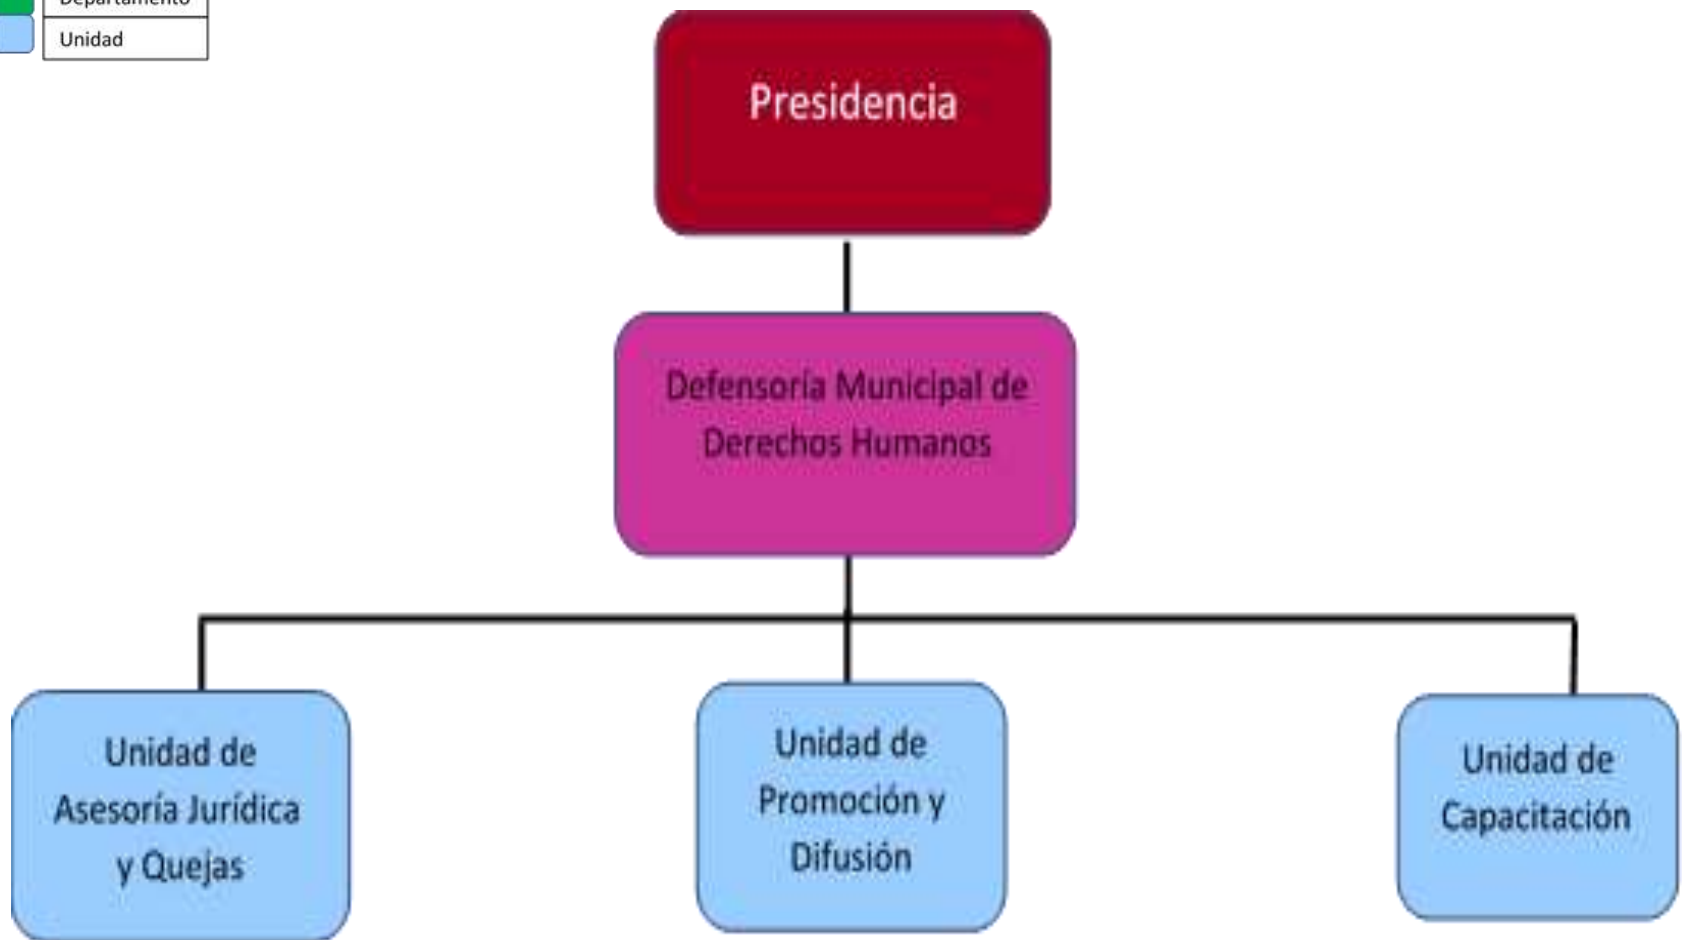 Departamento
Unidad
Presidencia
Defensoría Municipal de
Derechos Humanos
Unidad de
Asesoría Jurídica
y Quejas
Unidad de
Promoción y
Difusión
Unidad de
Capacitación